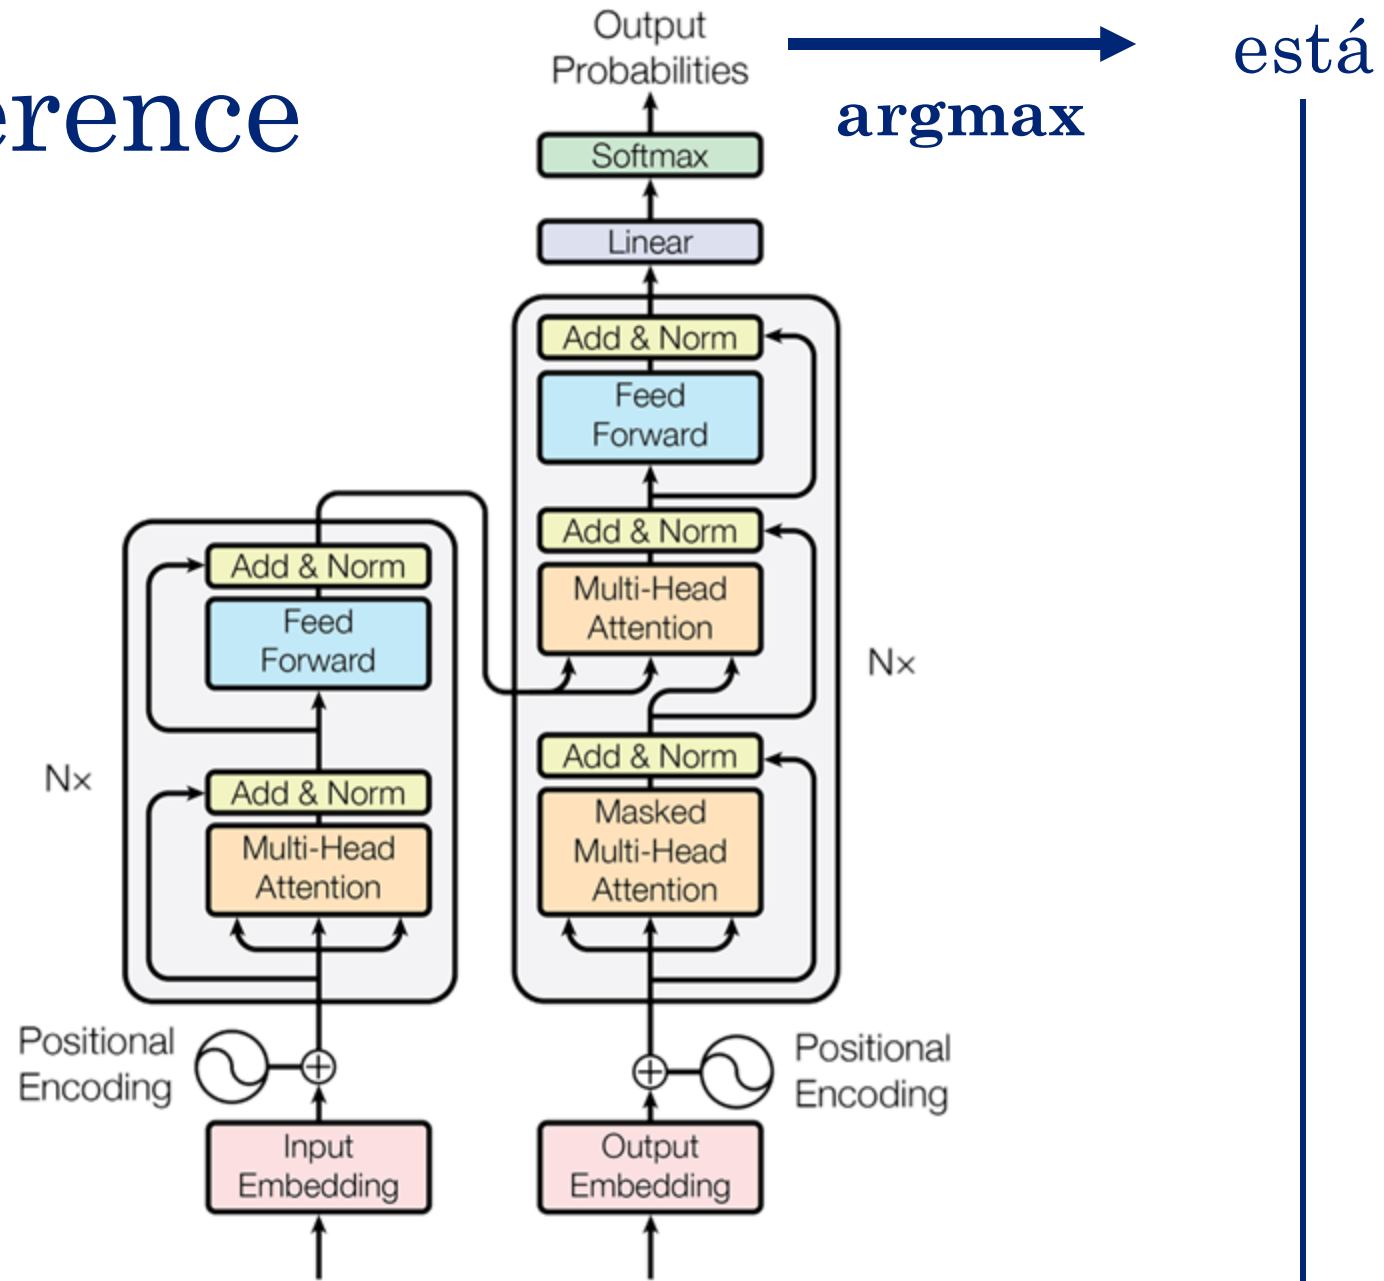 Output
Probabilities
está
erence
argmax
Softmax
Linear
Add & Norm
Feed
Forward
Add & Norm
Multi-Head
Attention
N×
Add & Norm
Masked
Multi-Head
Attention
Add & Norm
Feed
Forward
N×
Add & Norm
Multi-Head
Attention
Positional
Encoding
Positional
Encoding
Input
Embedding
Output
Embedding